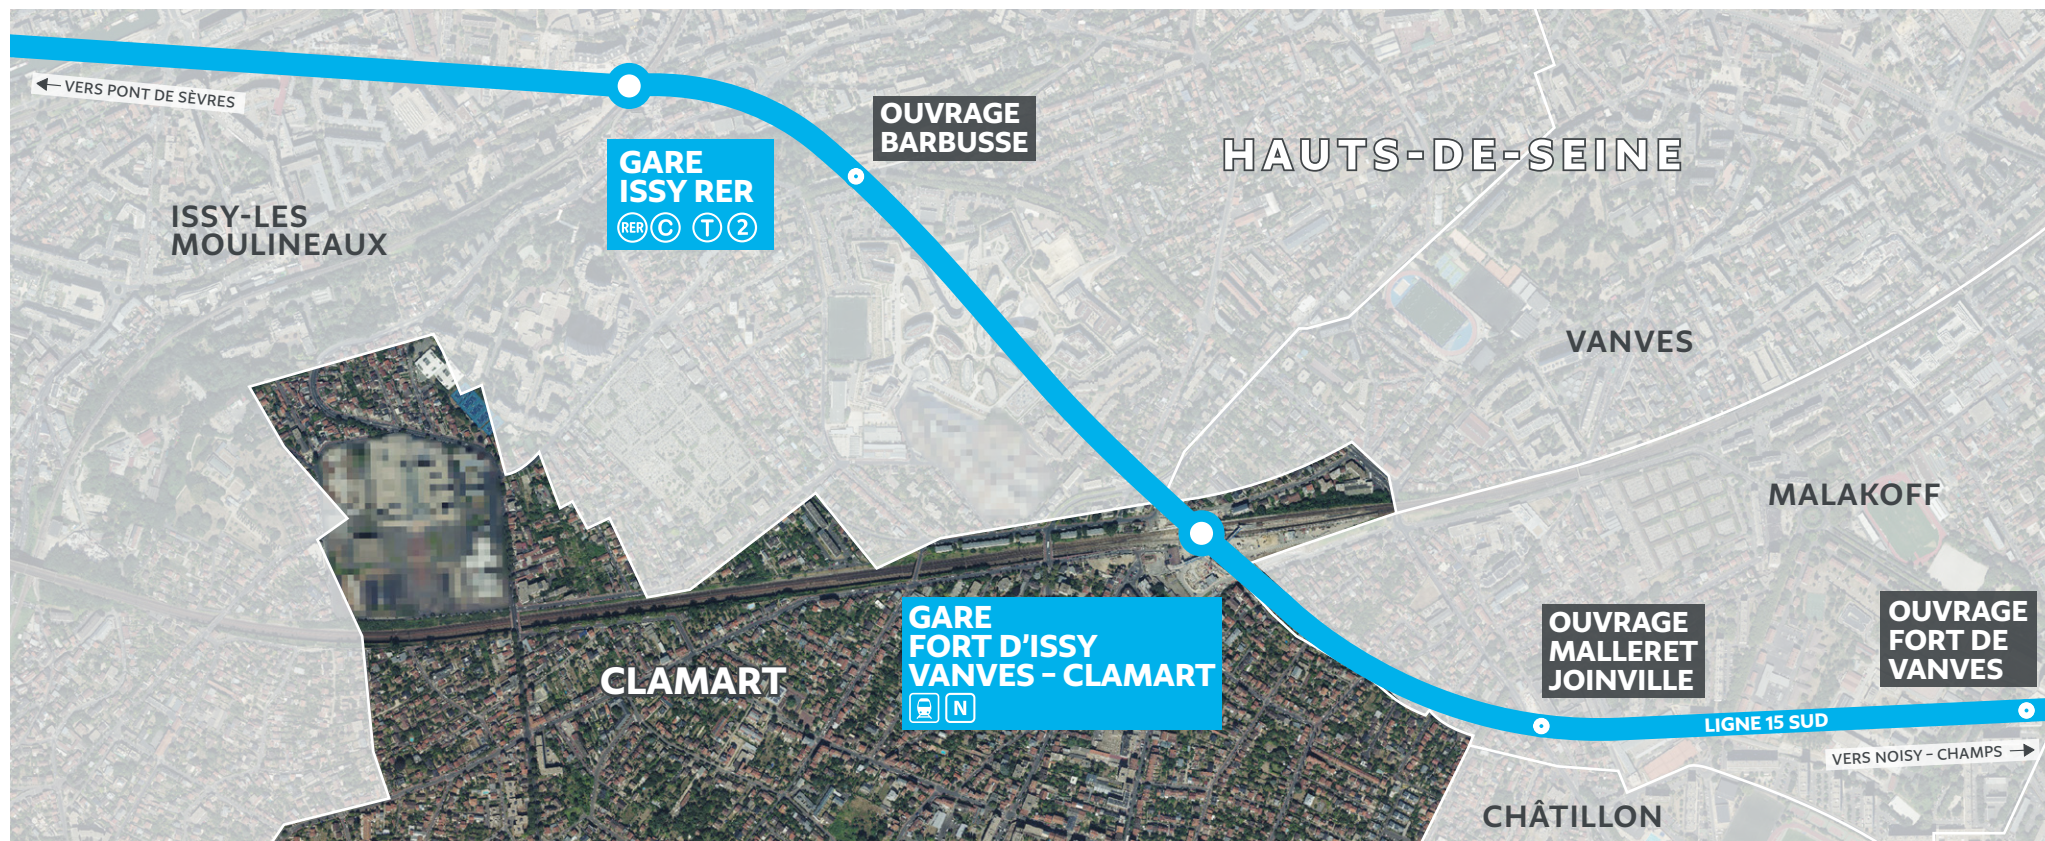 VERS PONT DE SÈVRES
OUVRAGE
BARBUSSE
HAUTS-DE-SEINE
GARE
ISSY RER
RER C T 2
ISSY-LES
MOULINEAUX
VANVES
MALAKOFF
GARE
FORT D'ISSY
VANVES – CLAMART
N
CLAMART
OUVRAGE
MALLERET
JOINVILLE
OUVRAGE
FORT DE
VANVES
LIGNE 15 SUD
VERS NOISY – CHAMPS
CHÂTILLON